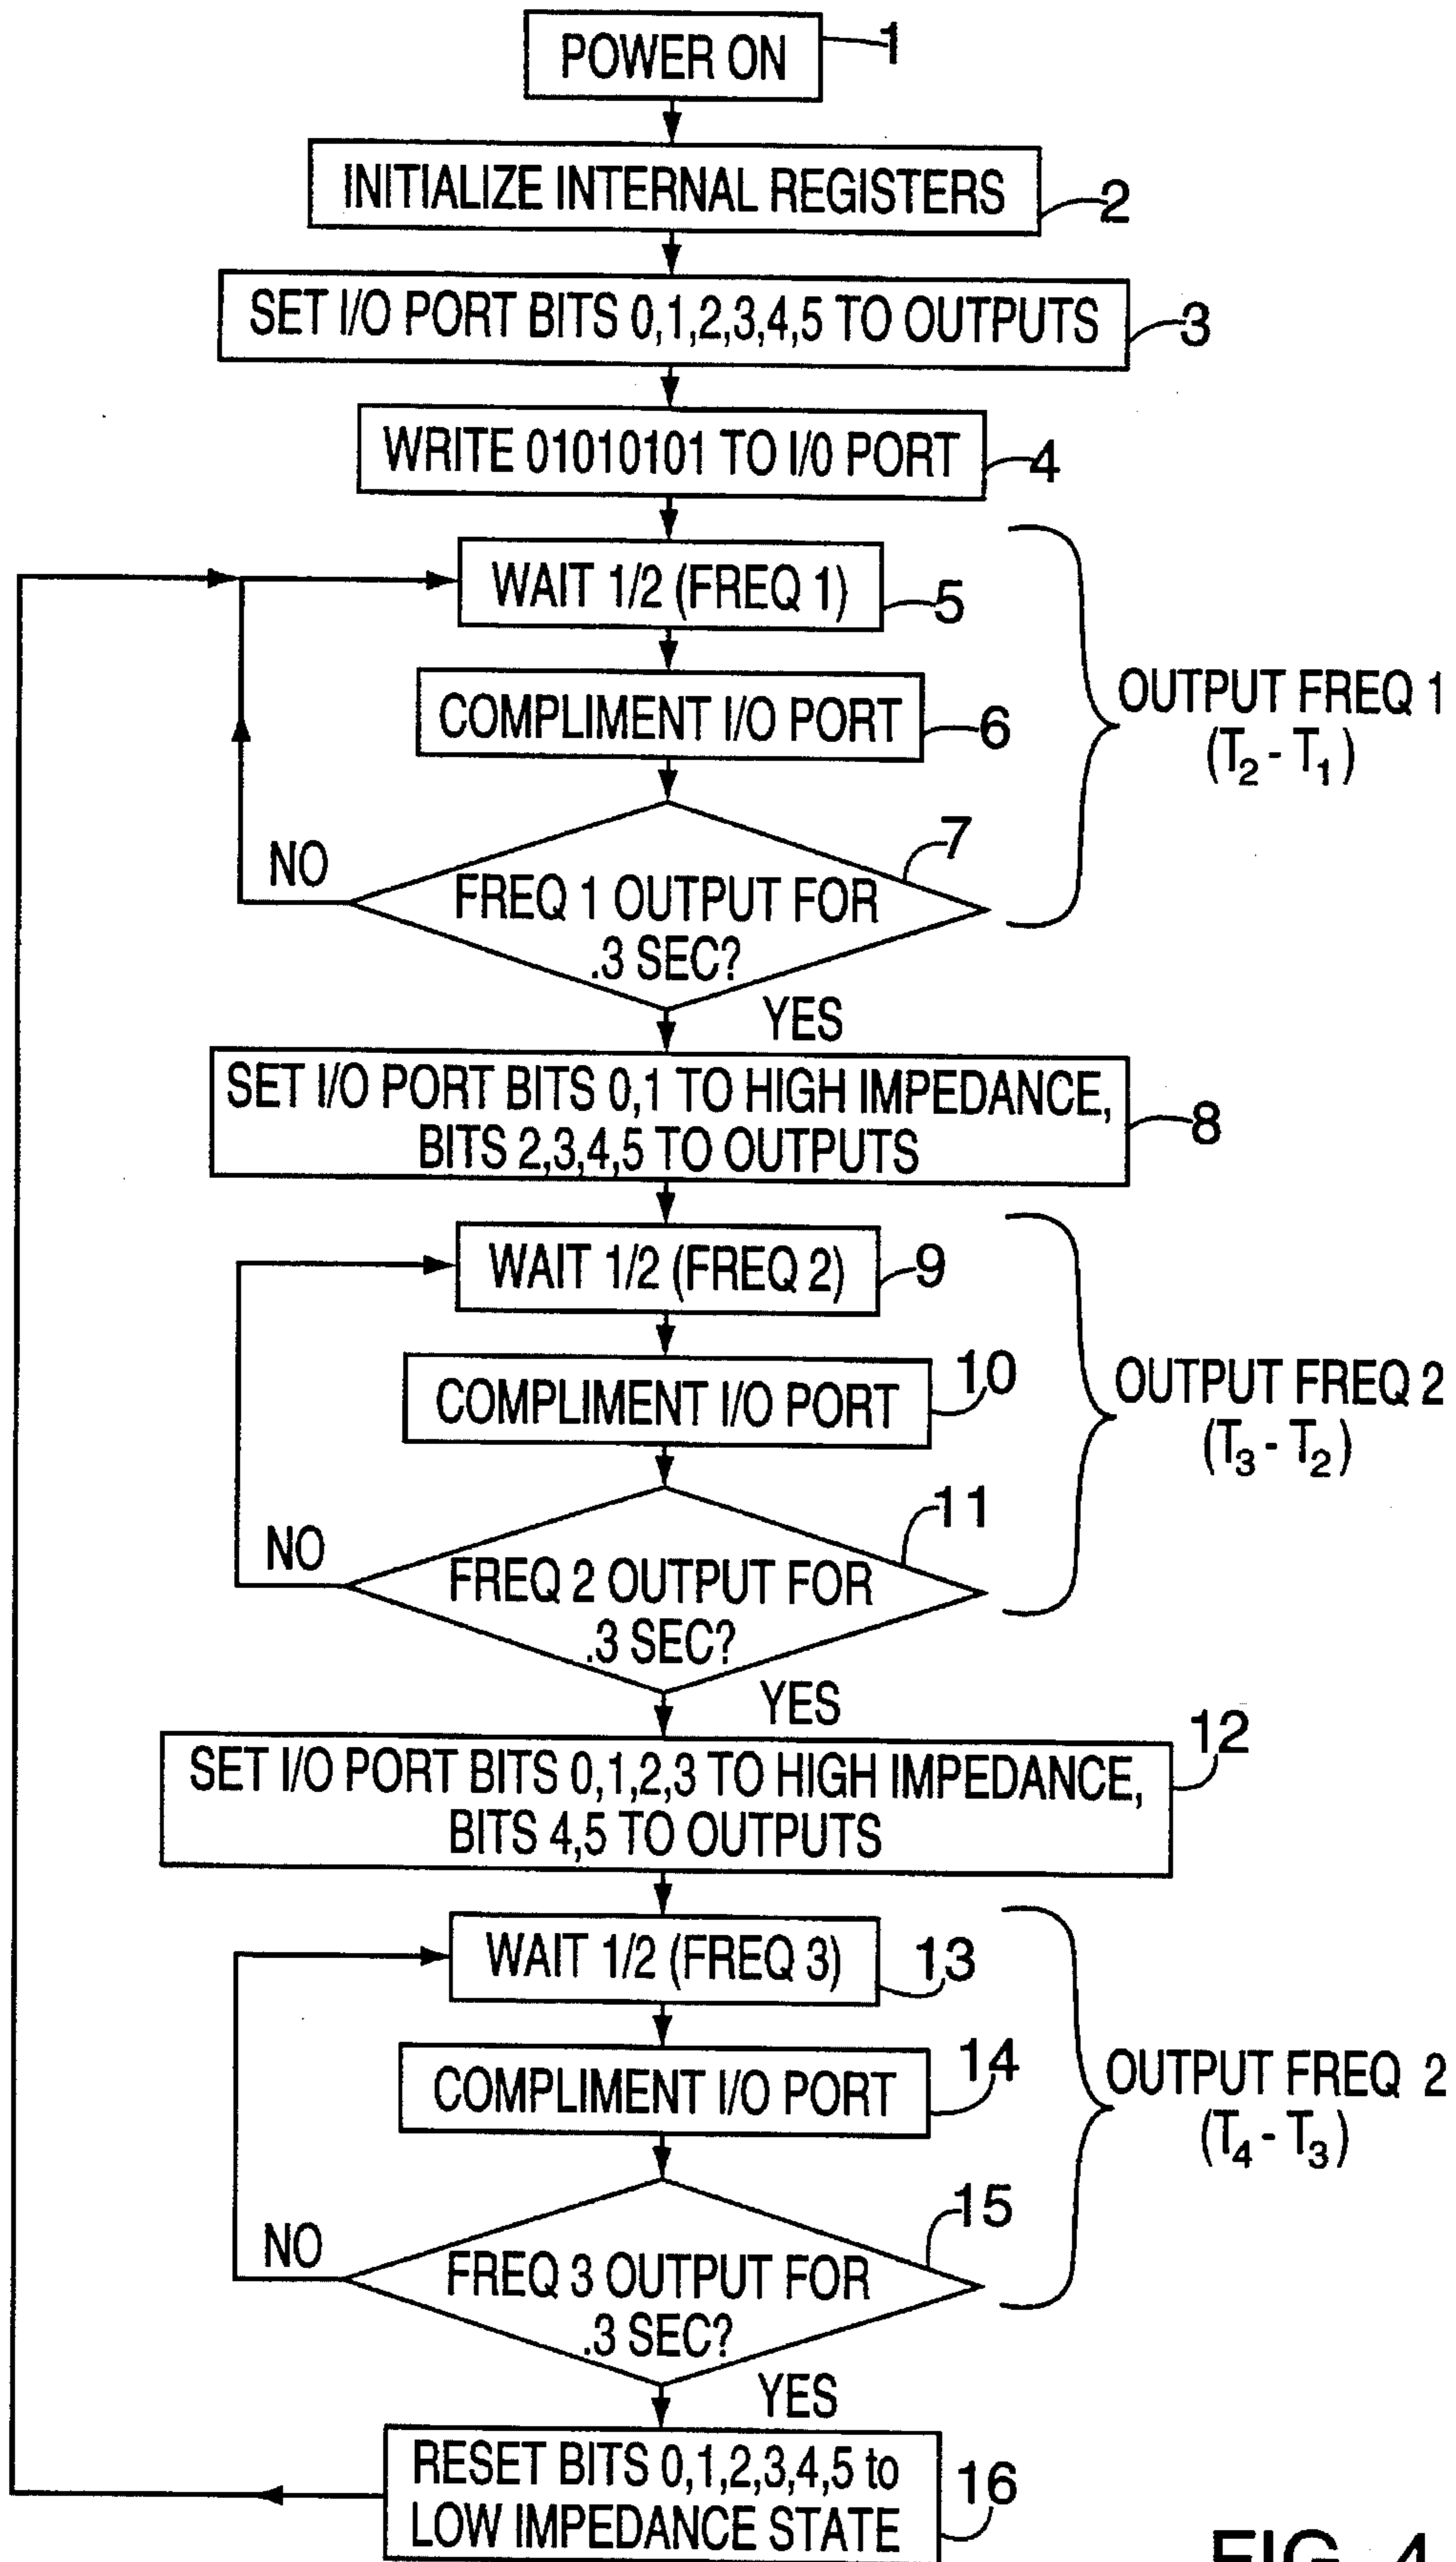 POWER ON
1
INITIALIZE INTERNAL REGISTERS
2
SET I/O PORT BITS 0,1,2,3,4,5 TO OUTPUTS
3
WRITE 01010101 TO I/O PORT
4
WAIT 1/2 (FREQ 1)
5
COMPLIMENT I/O PORT
6
OUTPUT FREQ 1
(T2 - T1)
7
NO
FREQ 1 OUTPUT FOR
.3 SEC?
YES
SET I/O PORT BITS 0,1 TO HIGH IMPEDANCE,
BITS 2,3,4,5 TO OUTPUTS
8
WAIT 1/2 (FREQ 2)
9
COMPLIMENT I/O PORT
10
OUTPUT FREQ 2
(T3 - T2)
11
NO
FREQ 2 OUTPUT FOR
.3 SEC?
YES
SET I/O PORT BITS 0,1,2,3 TO HIGH IMPEDANCE,
BITS 4,5 TO OUTPUTS
12
WAIT 1/2 (FREQ 3)
13
COMPLIMENT I/O PORT
14
OUTPUT FREQ 2
(T4 - T3)
15
NO
FREQ 3 OUTPUT FOR
.3 SEC?
YES
RESET BITS 0,1,2,3,4,5 to
LOW IMPEDANCE STATE
16
FIG. 4